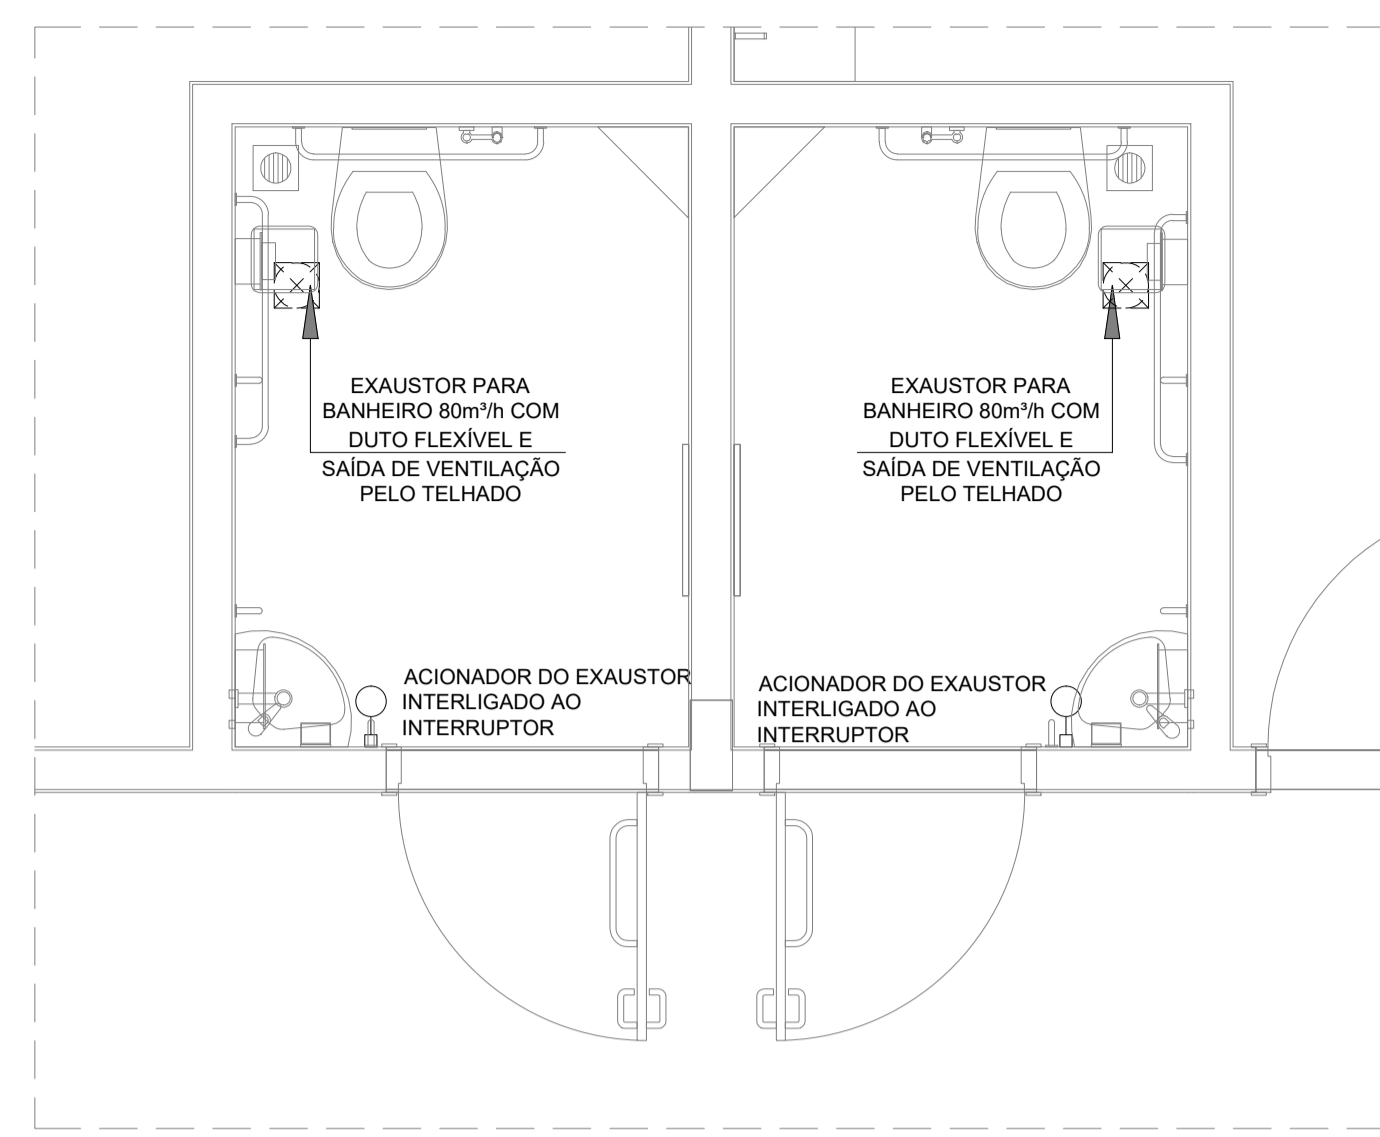 EXAUSTOR PARA
BANHEIRO 80m³/h COM
DUTO FLEXÍVEL E
SAÍDA DE VENTILAÇÃO
PELO TELHADO
EXAUSTOR PARA
BANHEIRO 80m³/h COM
DUTO FLEXÍVEL E
SAÍDA DE VENTILAÇÃO
PELO TELHADO
ACIONADOR DO EXAUSTOR
INTERLIGADO AO
INTERRUPTOR
ACIONADOR DO EXAUSTOR
INTERLIGADO AO
INTERRUPTOR